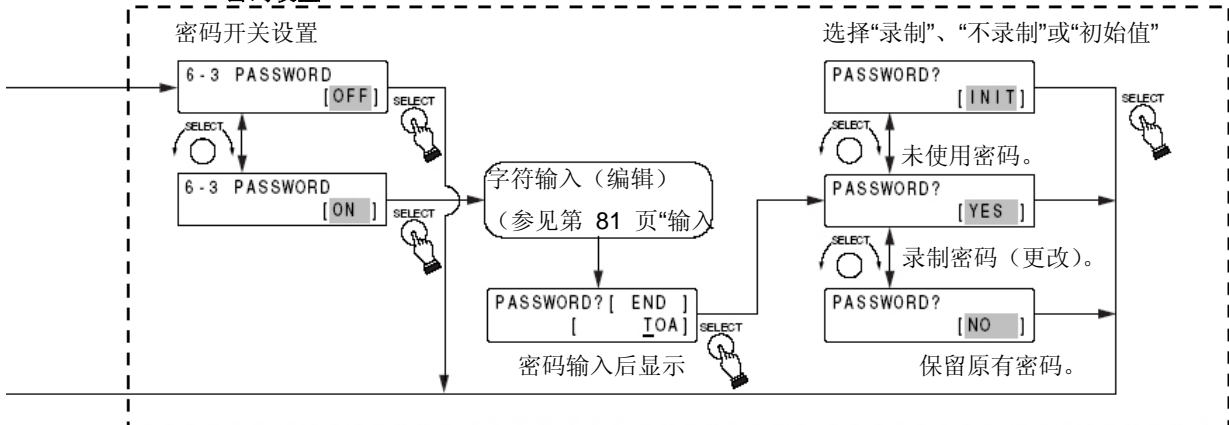 密码开关设置
6-3 PASSWORD
[OFF]
SELECT
SELECT
6-3 PASSWORD
[ON ]
SELECT
字符输入（编辑）
（参见第 81 页“输入
PASSWORD?[ END ]
[ TOA]
SELECT
密码输入后显示
选择“录制”、“不录制”或“初始值”
PASSWORD?
[INIT]
SELECT
SELECT
未使用密码。
PASSWORD?
[YES ]
SELECT
录制密码（更改）。
PASSWORD?
[NO ]
保留原有密码。